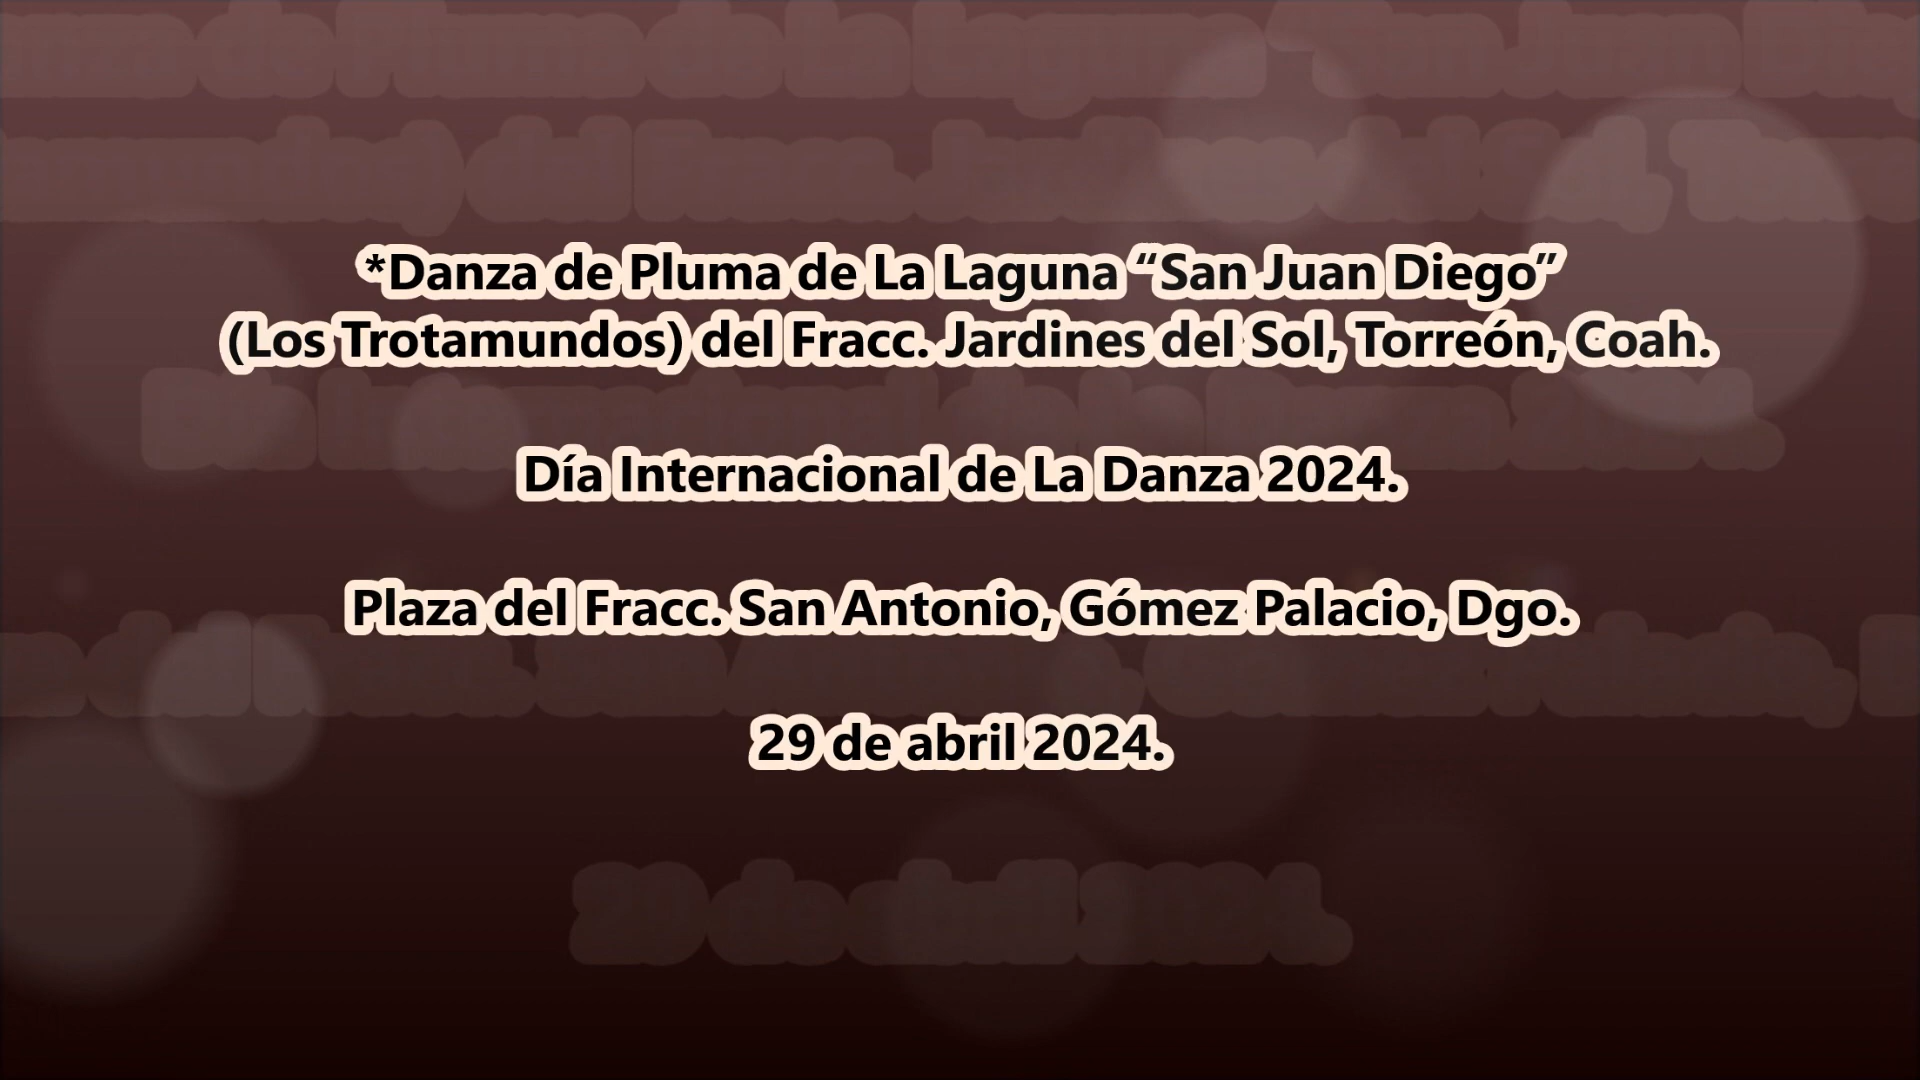 *Danza de Pluma de La Laguna “San Juan Diego”
(Los Trotamundos) del Fracc. Jardines del Sol, Torreón, Coah.
Día Internacional de La Danza 2024.
Plaza del Fracc. San Antonio, Gómez Palacio, Dgo.
29 de abril 2024.